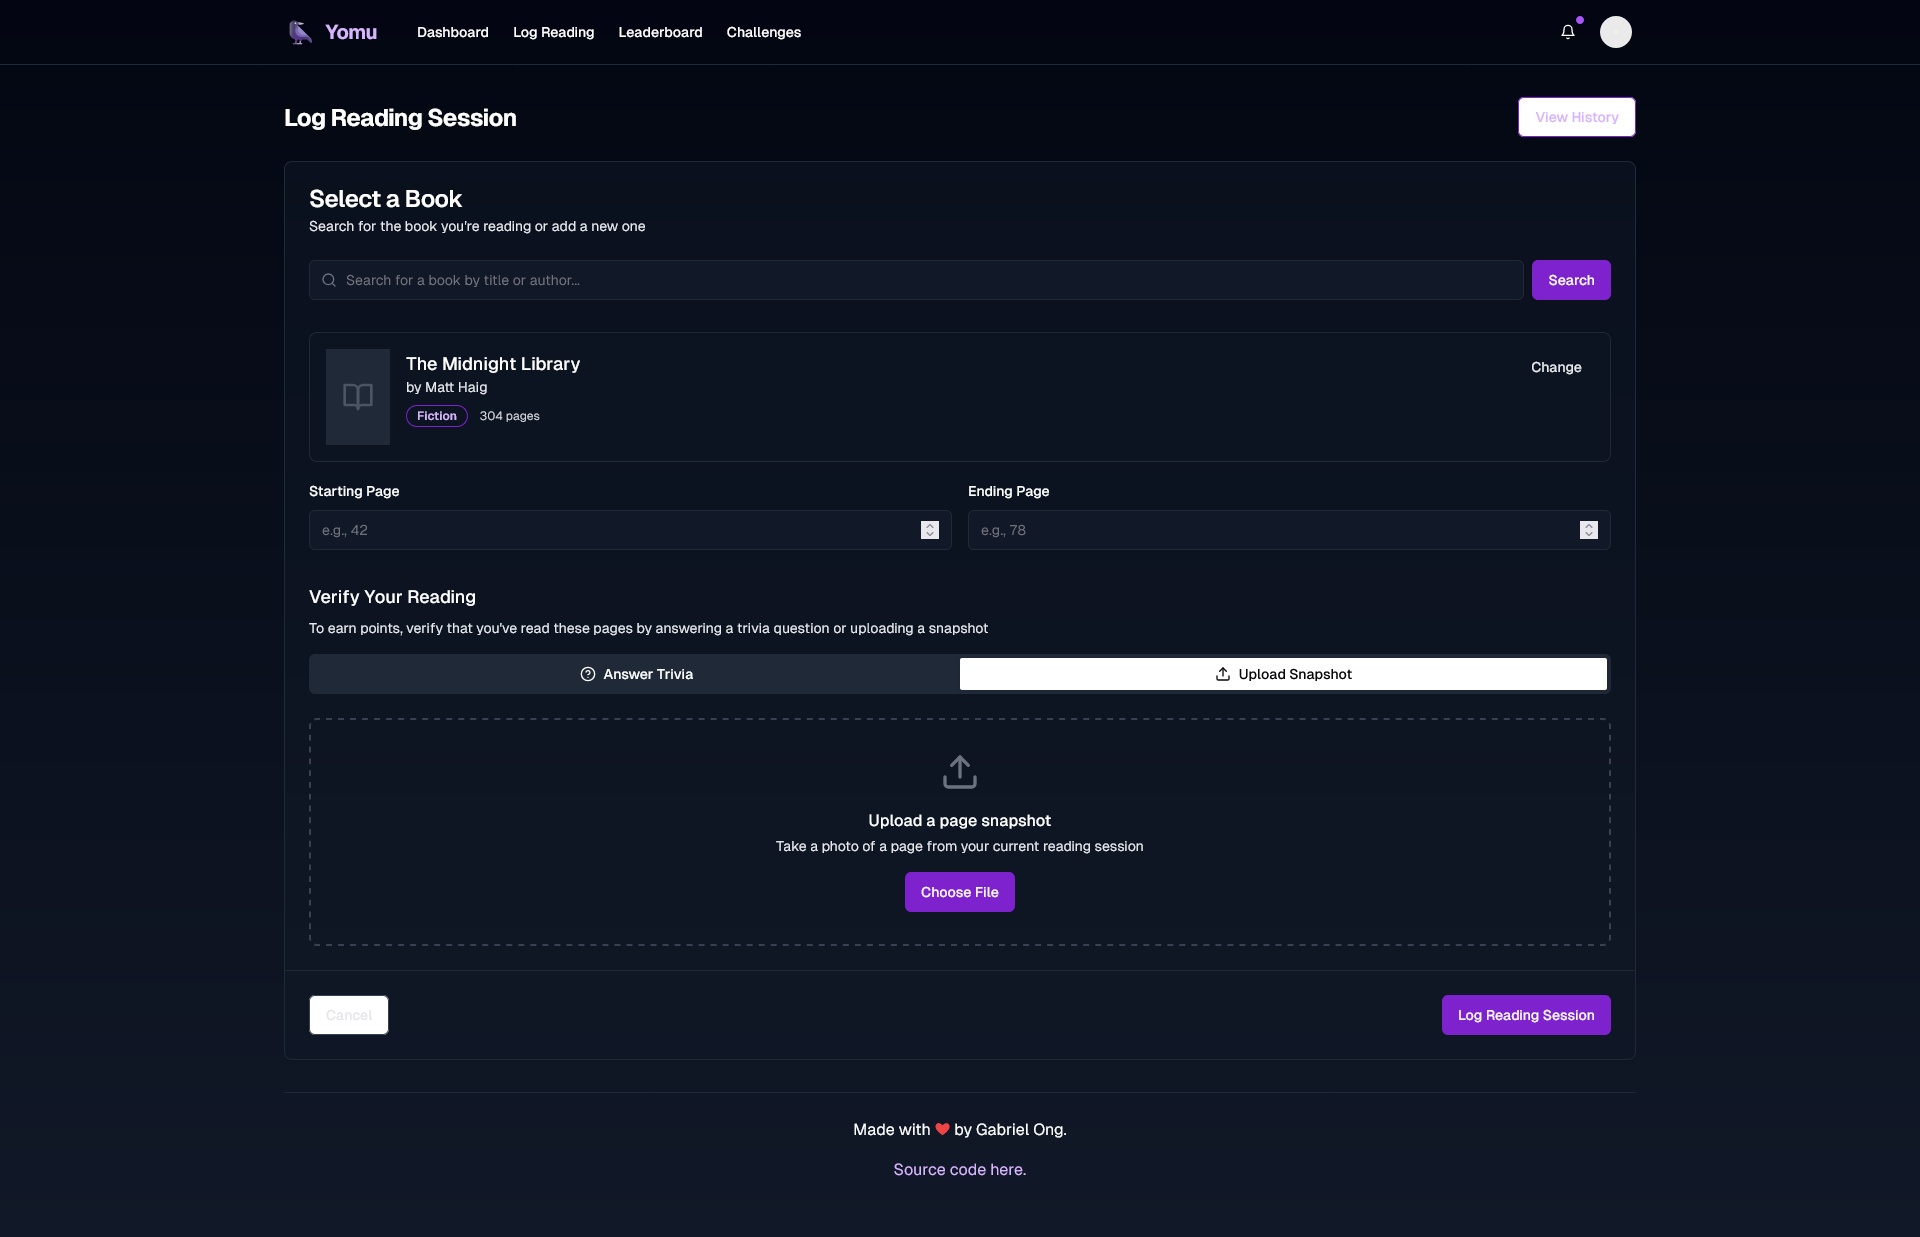 Yomu
Dashboard
Log Reading
Leaderboard
Challenges
Log Reading Session
View History
Select a Book
Search for the book you're reading or add a new one
Search for a book by title or author...
Search
The Midnight Library
by Matt Haig
Fiction
304 pages
Change
Starting Page
Ending Page
e.g., 42
e.g., 78
Verify Your Reading
To earn points, verify that you've read these pages by answering a trivia question or uploading a snapshot
Answer Trivia
Upload Snapshot
Upload a page snapshot
Take a photo of a page from your current reading session
Choose File
Cancel
Log Reading Session
Made with ❤️ by Gabriel Ong.
Source code here.